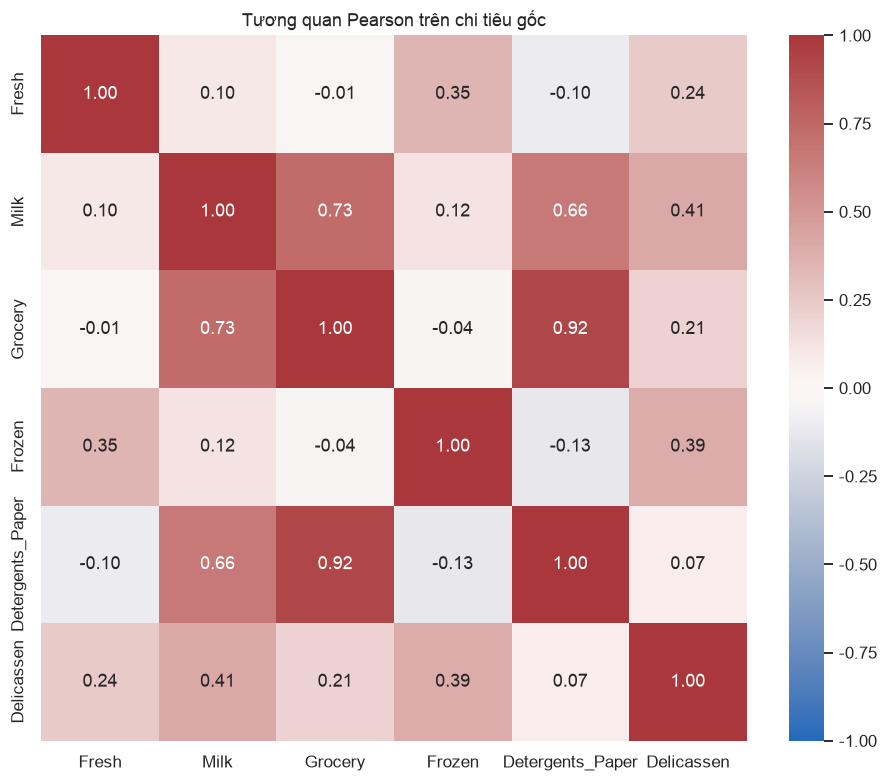 Tương quan Pearson trên chi tiêu gốc
Fresh 1.00 0.10 -0.01 0.35 -0.10 0.24
Milk 0.10 1.00 0.73 0.12 0.66 0.41
Grocery -0.01 0.73 1.00 -0.04 0.92 0.21
Frozen 0.35 0.12 -0.04 1.00 -0.13 0.39
Detergents_Paper -0.10 0.66 0.92 -0.13 1.00 0.07
Delicassen 0.24 0.41 0.21 0.39 0.07 1.00
Fresh Milk Grocery Frozen Detergents_Paper Delicassen
1.00
0.75
0.50
0.25
0.00
-0.25
-0.50
-0.75
-1.00